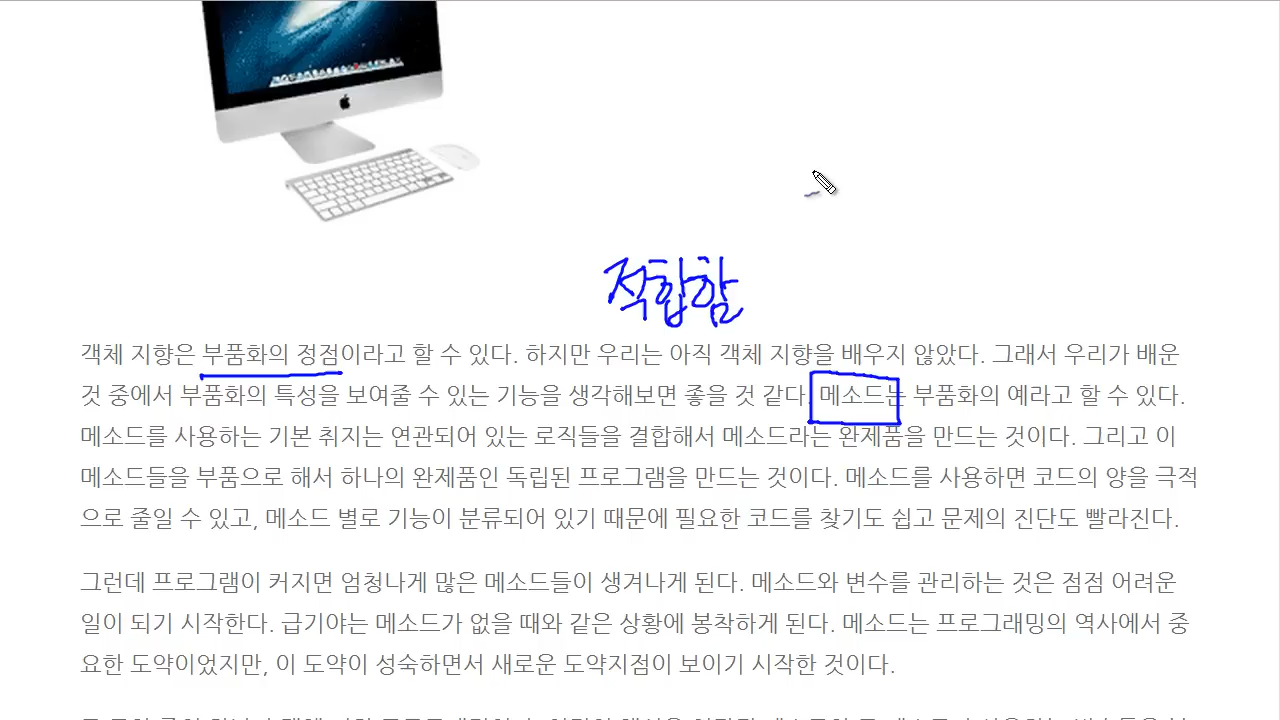 적합함
객체 지향은 부품화의 정점이라고 할 수 있다. 하지만 우리는 아직 객체 지향을 배우지 않았다. 그래서 우리가 배운
것 중에서 부품화의 특성을 보여줄 수 있는 기능을 생각해보면 좋을 것 같다. 메소드는 부품화의 예라고 할 수 있다.
메소드를 사용하는 기본 취지는 연관되어 있는 로직들을 결합해서 메소드라는 완제품을 만드는 것이다. 그리고 이
메소드들을 부품으로 해서 하나의 완제품인 독립된 프로그램을 만드는 것이다. 메소드를 사용하면 코드의 양을 극적
으로 줄일 수 있고, 메소드 별로 기능이 분류되어 있기 때문에 필요한 코드를 찾기도 쉽고 문제의 진단도 빨라진다.
그런데 프로그램이 커지면 엄청나게 많은 메소드들이 생겨나게 된다. 메소드와 변수를 관리하는 것은 점점 어려운
일이 되기 시작한다. 급기야는 메소드가 없을 때와 같은 상황에 봉착하게 된다. 메소드는 프로그래밍의 역사에서 중
요한 도약이었지만, 이 도약이 성숙하면서 새로운 도약지점이 보이기 시작한 것이다.